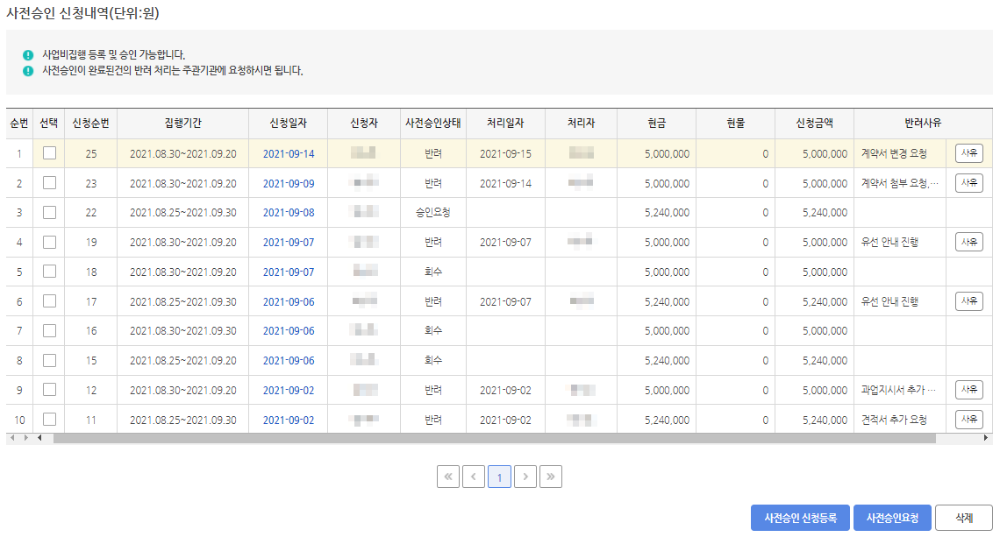 사전승인 신청내역(단위:원)
사업비집행 등록 및 승인 가능합니다.
사전승인이 완료된건의 반려 처리는 주관기관에 요청하시면 됩니다.
순번 선택 신청순번 집행기간 신청일자 신청자 사전승인상태 처리일자 처리자 현금 현물 신청금액 반려사유
1 25 2021.08.30~2021.09.20 2021-09-14 반려 2021-09-15 5,000,000 0 5,000,000 계약서 변경 요청 사유
2 23 2021.08.30~2021.09.20 2021-09-09 반려 2021-09-14 5,000,000 0 5,000,000 계약서 첨부 요청,… 사유
3 22 2021.08.25~2021.09.30 2021-09-08 승인요청 5,240,000 0 5,240,000
4 19 2021.08.30~2021.09.20 2021-09-07 반려 2021-09-07 5,000,000 0 5,000,000 유선 안내 진행 사유
5 18 2021.08.30~2021.09.20 2021-09-07 회수 5,000,000 0 5,000,000
6 17 2021.08.25~2021.09.30 2021-09-06 반려 2021-09-07 5,240,000 0 5,240,000 유선 안내 진행 사유
7 16 2021.08.30~2021.09.30 2021-09-06 회수 5,000,000 0 5,000,000
8 15 2021.08.25~2021.09.20 2021-09-06 회수 5,240,000 0 5,240,000
9 12 2021.08.30~2021.09.20 2021-09-02 반려 2021-09-02 5,000,000 0 5,000,000 과업지시서 추가 … 사유
10 11 2021.08.25~2021.09.30 2021-09-02 반려 2021-09-02 5,240,000 0 5,240,000 견적서 추가 요청 사유
1
사전승인 신청등록 사전승인요청 삭제